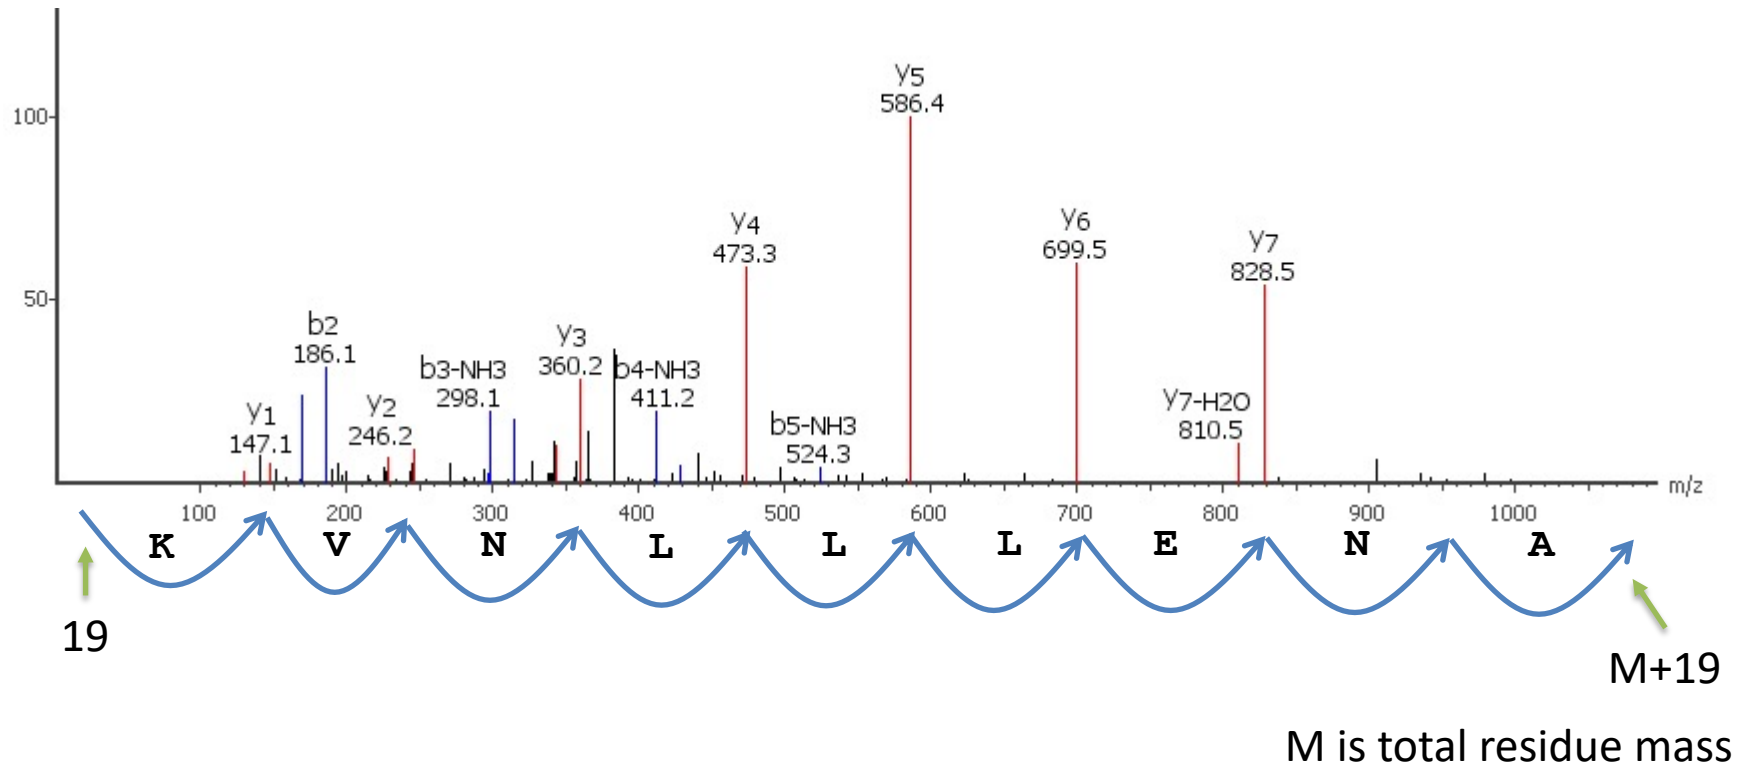 y5
586.4
100
y4
473.3
y6
699.5
y7
828.5
50
b2
186.1
y3
360.2
b3-NH3
298.1
b4-NH3
411.2
y7-H2O
810.5
y1
147.1
y2
246.2
b5-NH3
524.3
m/z
100 200 300 400 500 600 700 800 900 1000
K V N L L L E N A
19
M+19
M is total residue mass